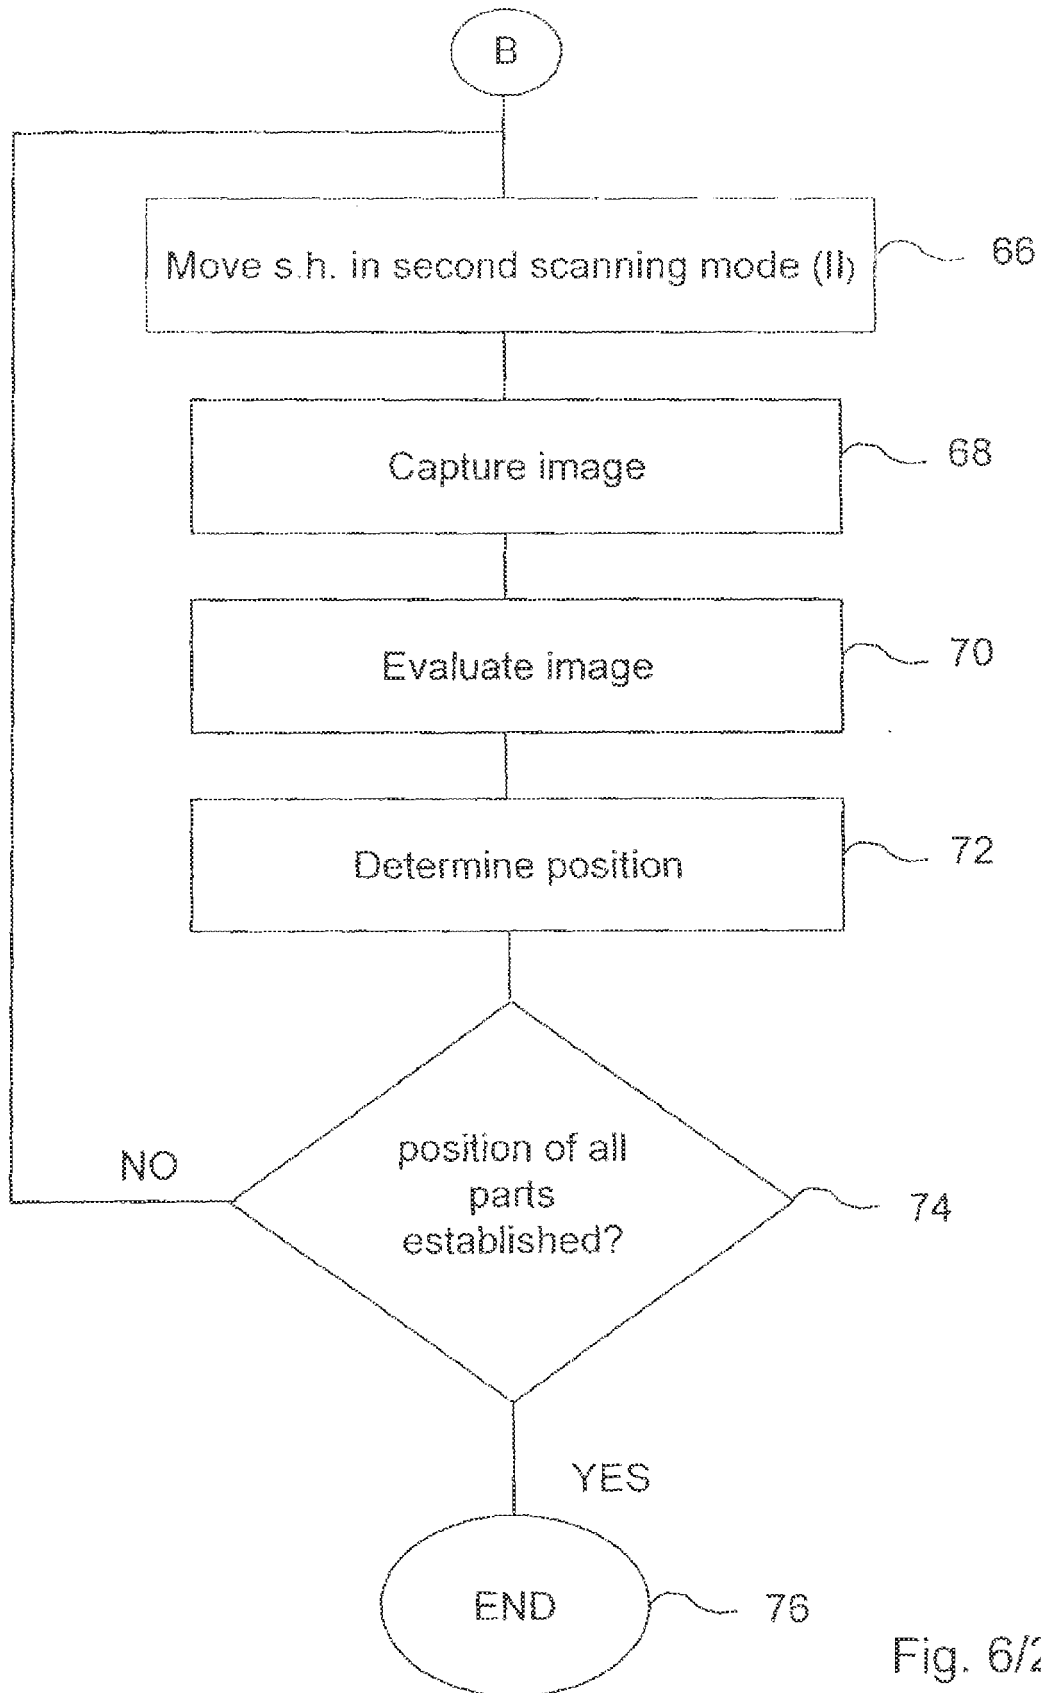 B
Move s.h. in second scanning mode (II)
66
Capture image
68
Evaluate image
70
Determine position
72
position of all
parts
established?
74
NO
YES
END
76
Fig. 6/2